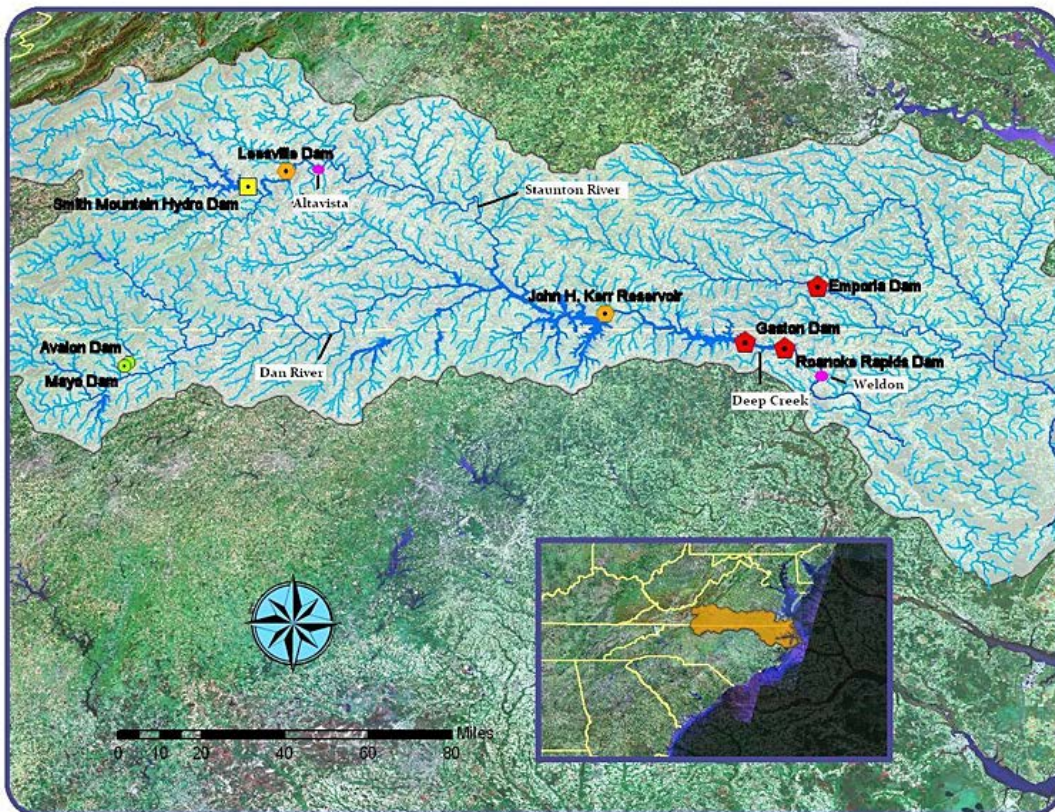 Leesville Dam
Smith Mountain Hydro Dam
Altavista
Staunton River
John H. Kerr Reservoir
Emporia Dam
Gaston Dam
Avalon Dam
Mayo Dam
Dan River
Roanoke Rapids Dam
Weldon
Deep Creek
Miles
0 10 20 40 60 80